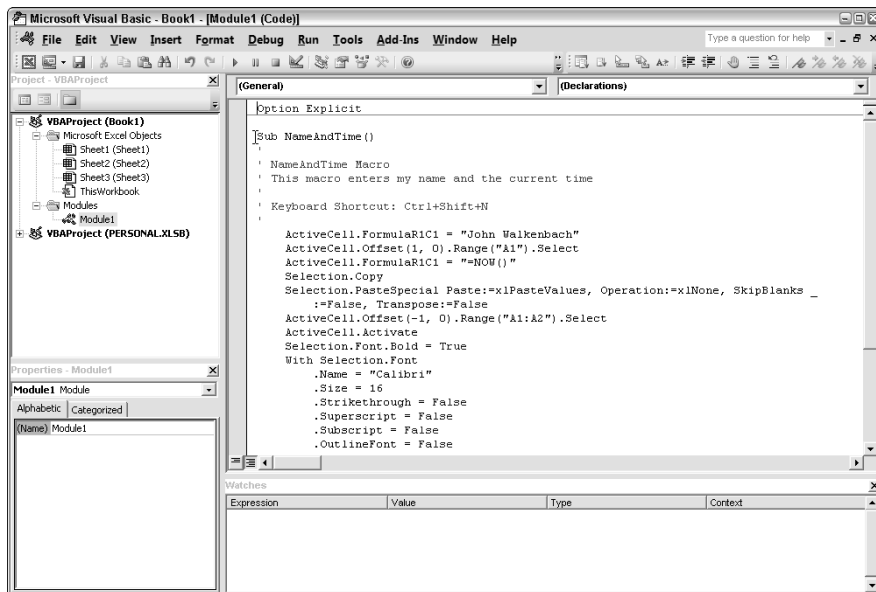 Microsoft Visual Basic - Book1 - [Module1 (Code)]
File Edit View Insert Format Debug Run Tools Add-Ins Window Help
Type a question for help
Project - VBAProject
VBAProject (Book1)
Microsoft Excel Objects
Sheet1 (Sheet1)
Sheet2 (Sheet2)
Sheet3 (Sheet3)
ThisWorkbook
Modules
Module1
VBAProject (PERSONAL.XLSB)
Properties - Module1
Module1 Module
Alphabetic Categorized
(Name) Module1
(General) (Declarations)
Option Explicit
Sub NameAndTime()
'
' NameAndTime Macro
' This macro enters my name and the current time
'
' Keyboard Shortcut: Ctrl+Shift+N
'
ActiveCell.FormulaR1C1 = "John Walkenbach"
ActiveCell.Offset(1, 0).Range("A1").Select
ActiveCell.FormulaR1C1 = "=NOW()"
Selection.Copy
Selection.PasteSpecial Paste:=xlPasteValues, Operation:=xlNone, SkipBlanks _
:=False, Transpose:=False
ActiveCell.Offset(-1, 0).Range("A1:A2").Select
ActiveCell.Activate
Selection.Font.Bold = True
With Selection.Font
.Name = "Calibri"
.Size = 16
.Strikethrough = False
.Superscript = False
.Subscript = False
.OutlineFont = False
Watches
Expression Value Type Context